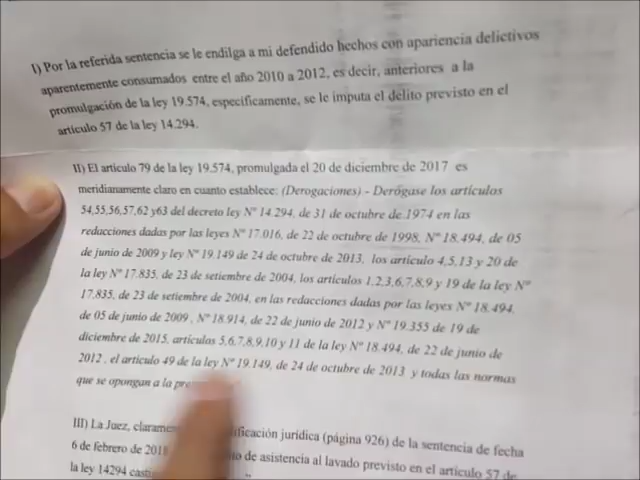 I) Por la referida sentencia se le endilga a mi defendido hechos con apariencia delictivos
aparentemente consumados entre el año 2010 a 2012, es decir, anteriores a la
promulgación de la ley 19.574, específicamente, se le imputa el delito previsto en el
artículo 57 de la ley 14.294.
II) El artículo 79 de la ley 19.574, promulgada el 20 de diciembre de 2017 es
meridianamente claro en cuanto establece: (Derogaciones) - Derógase los artículos
54,55,56,57,62 y63 del decreto ley N° 14.294, de 31 de octubre de 1974 en las
redacciones dadas por las leyes N° 17.016, de 22 de octubre de 1998, N° 18.494, de 05
de junio de 2009 y ley N° 19.149 de 24 de octubre de 2013, los artículo 4,5,13 y 20 de
la ley N° 17.835, de 23 de setiembre de 2004, los artículos 1,2,3,6,7,8,9 y 19 de la ley N°
17.835, de 23 de setiembre de 2004, en las redacciones dadas por las leyes N° 18.494,
de 05 de junio de 2009 , N° 18.914, de 22 de junio de 2012 y N° 19.355 de 19 de
diciembre de 2015, artículos 5,6,7,8,9,10 y 11 de la ley N° 18.494, de 22 de junio de
2012 , el artículo 49 de la ley N° 19.149, de 24 de octubre de 2013 y todas las normas
que se opongan a la
III) La Juez, jurídica (página 926) de la sentencia de fecha
6 de febrero de de asistencia al lavado previsto en el artículo 57 de
la ley 14294